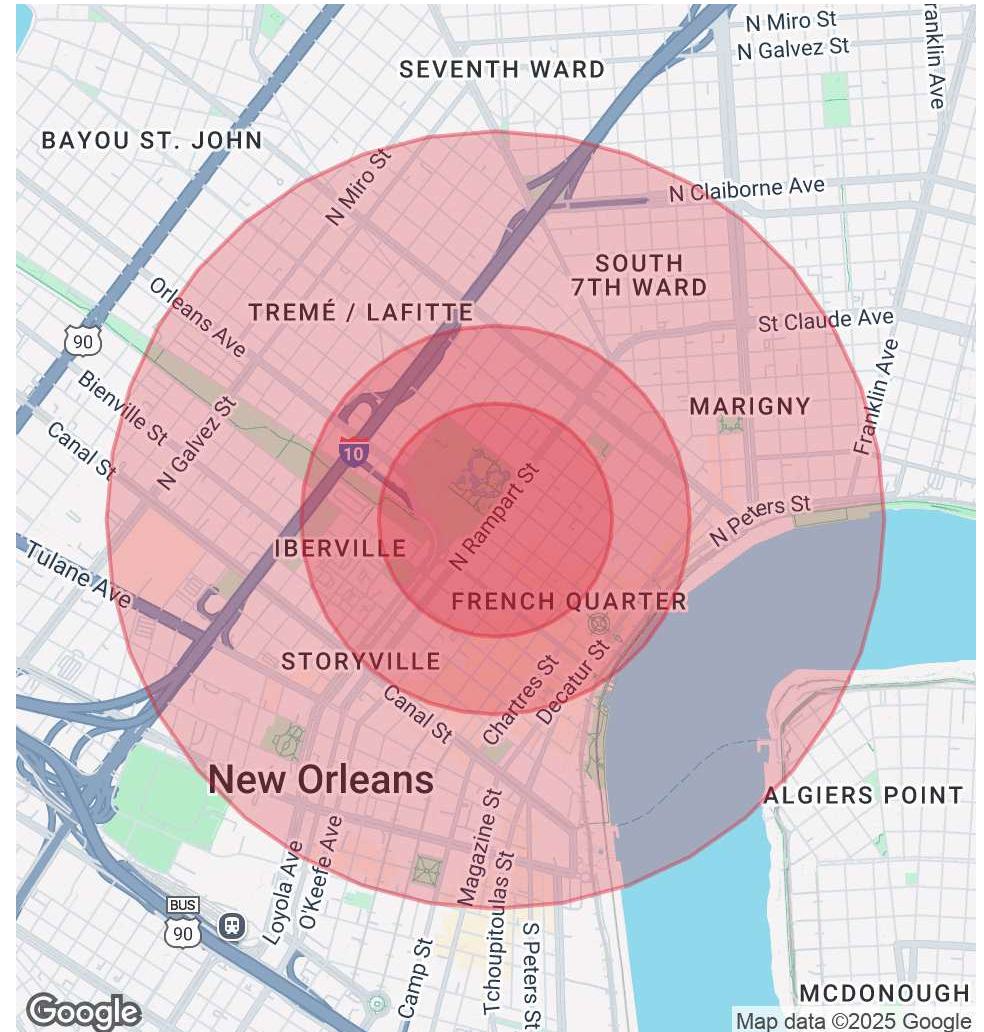 N Miro St
N Galvez St
ranklin Ave
SEVENTH WARD
BAYOU ST. JOHN
N Miro St
N Claiborne Ave
SOUTH
7TH WARD
Orleans Ave
TREMÉ / LAFITTE
St Claude Ave
90
Bienville St
N Galvez St
MARIGNY
Franklin Ave
Canal St
10
N Rampart St
N Peters St
Tulane Ave
IBERVILLE
FRENCH QUARTER
STORYVILLE
Canal St
Chartres St
Decatur St
New Orleans
ALGIERS POINT
Magazine St
Loyola Ave
O'Keefe Ave
Tchoupitoulas St
BUS
90
Camp St
S Peters St
MCDONOUGH
Google
Map data ©2025 Google